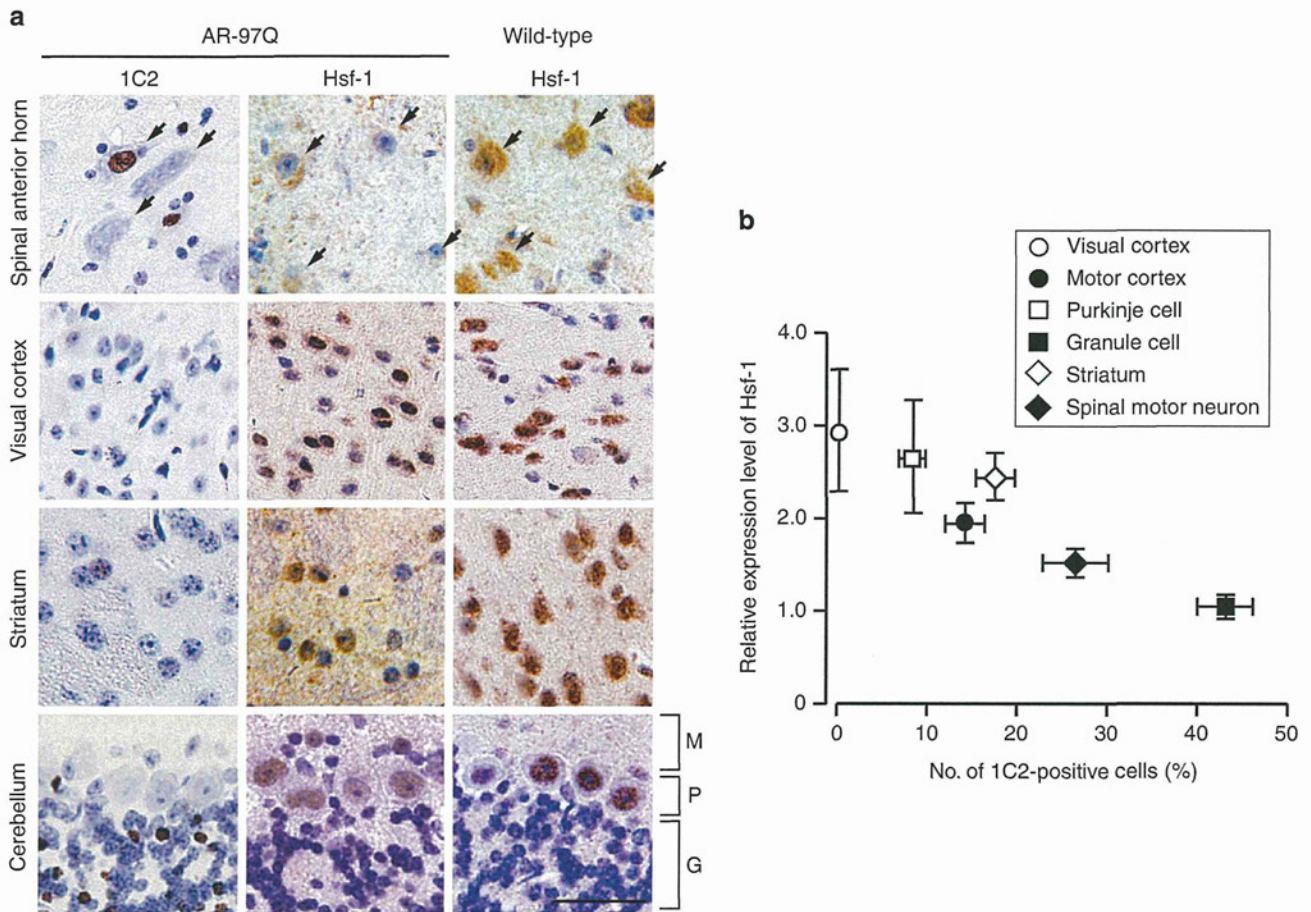 a
AR-97Q
Wild-type
1C2
Hsf-1
Hsf-1
Spinal anterior horn
Visual cortex
Striatum
Cerebellum
M
P
G
b
Visual cortex
Motor cortex
Purkinje cell
Granule cell
Striatum
Spinal motor neuron
Relative expression level of Hsf-1
4.0
3.0
2.0
1.0
0
0 10 20 30 40 50
No. of 1C2-positive cells (%)